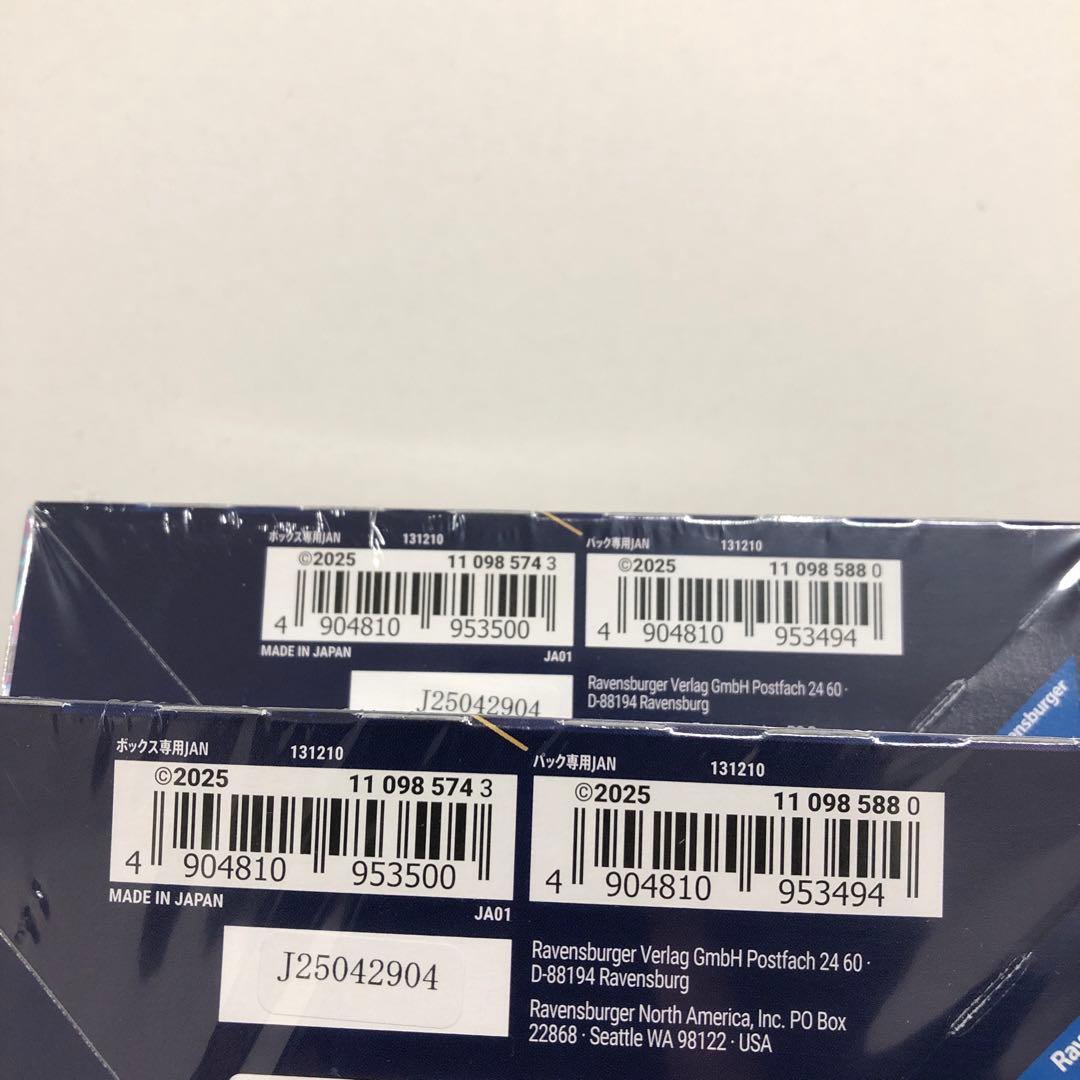 ボックス専用JAN 131210
©2025 11 098 574 3
4 904810 953500
MADE IN JAPAN JA01
J25042904
パック専用JAN 131210
©2025 11 098 588 0
4 904810 953494
Ravensburger Verlag GmbH Postfach 24 60 ·
D-88194 Ravensburg
ensburger
ボックス専用JAN 131210
©2025 11 098 574 3
4 904810 953500
MADE IN JAPAN JA01
J25042904
パック専用JAN 131210
©2025 11 098 588 0
4 904810 953494
Ravensburger Verlag GmbH Postfach 24 60 ·
D-88194 Ravensburg
Ravensburger North America, Inc. PO Box
22868 · Seattle WA 98122 · USA
Rav